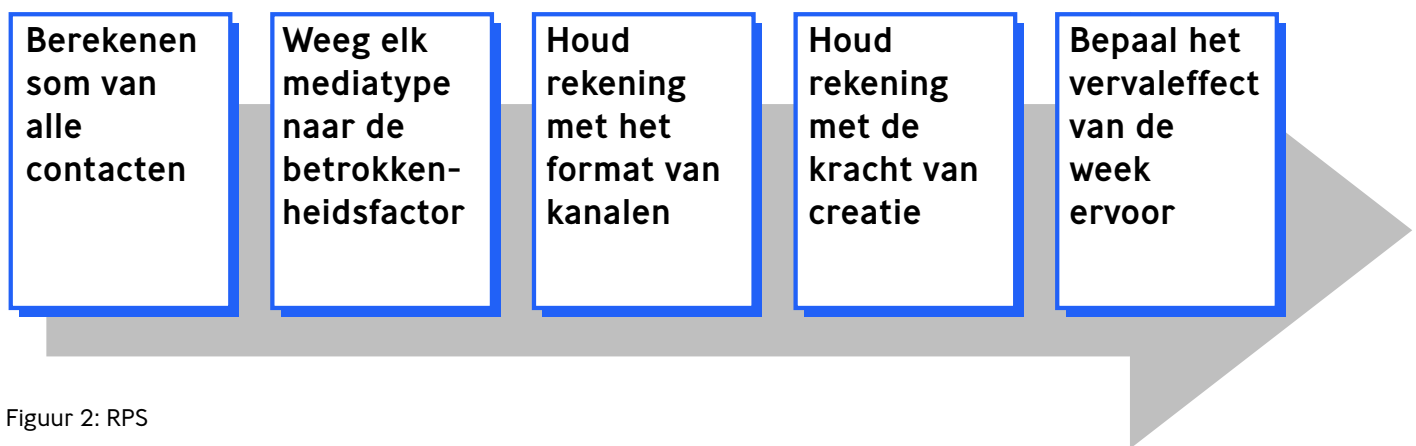 Berekenen
som van
alle
contacten
Weeg elk
mediatype
naar de
betrokken-
heidsfactor
Houd
rekening
met het
format van
kanalen
Houd
rekening
met de
kracht van
creatie
Bepaal het
vervaleffect
van de
week
ervoor
Figuur 2: RPS